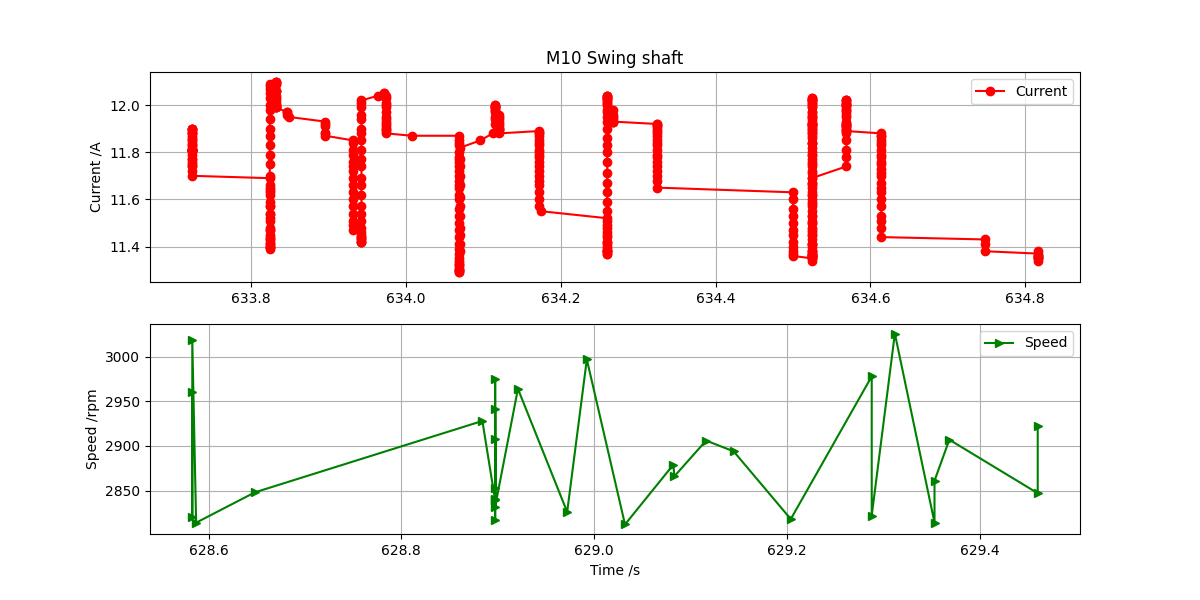 M10 Swing shaft
Current /A
12.0
11.8
11.6
11.4
Current
633.8 634.0 634.2 634.4 634.6 634.8
Speed /rpm
3000
2950
2900
2850
Speed
628.6 628.8 629.0 629.2 629.4
Time /s